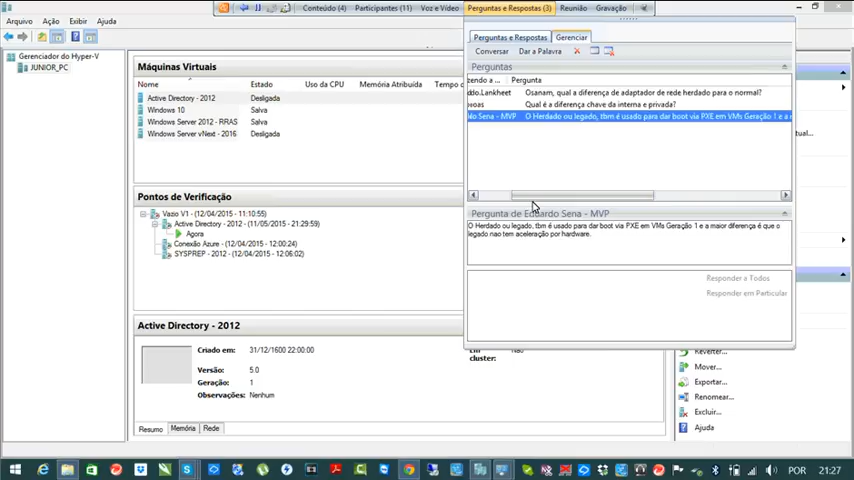 Conteúdo (4) Participantes (11) Voz e Vídeo Perguntas e Respostas (3) Reunião Gravação
Arquivo Ação Exibir Ajuda
Gerenciador do Hyper-V
JUNIOR_PC
Máquinas Virtuais
Nome Estado Uso da CPU Memória Atribuída Tempo d
Active Directory - 2012 Desligada
Windows 10 Salva
Windows Server 2012 - RRAS Salva
Windows Server vNext - 2016 Desligada
Pontos de Verificação
Vazio V1 - (12/04/2015 - 11:10:55)
Active Directory - 2012 - (11/05/2015 - 21:29:59)
Agora
Conexão Azure - (12/04/2015 - 12:00:24)
SYSPREP - 2012 - (12/04/2015 - 12:06:02)
Active Directory - 2012
Criado em: 31/12/1600 22:00:00
Versão: 5.0
Geração: 1
Observações: Nenhum
Em cluster: Não
Resumo Memória Rede
Perguntas e Respostas Gerenciar
Conversar Dar a Palavra
Perguntas
zendo a ... Pergunta
ddo.Lankheet Osanam, qual a diferença de adaptador de rede herdado para o normal?
soas Qual é a diferença chave da interna e privada?
lo Sena - MVP O Herdado ou legado, tbm é usado para dar boot via PXE em VMs Geração 1 e a m
Pergunta de Eduardo Sena - MVP
O Herdado ou legado, tbm é usado para dar boot via PXE em VMs Geração 1 e a maior diferença é que o
legado nao tem aceleração por hardware.
Responder a Todos
Responder em Particular
tual...
Reverter...
Mover...
Exportar...
Renomear...
Excluir...
Ajuda
POR 21:27